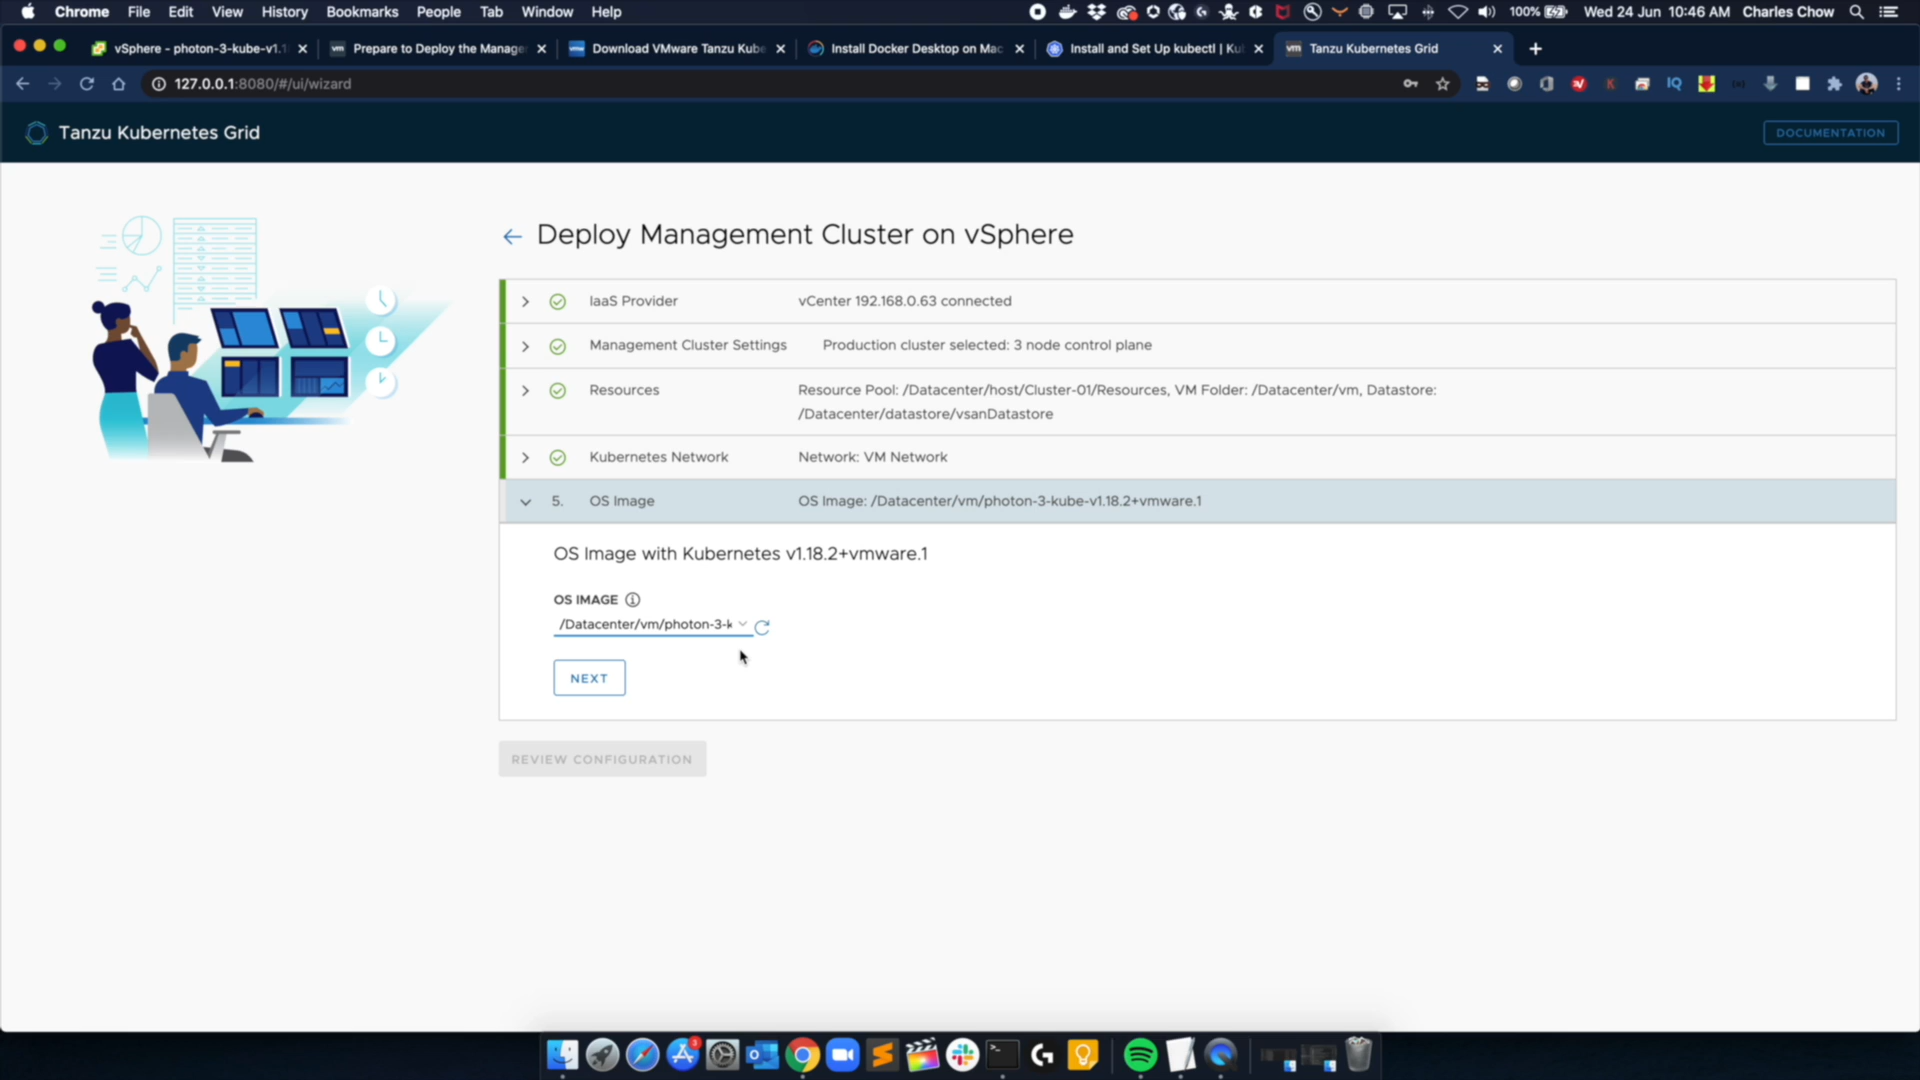 Chrome File Edit View History Bookmarks People Tab Window Help 100% Wed 24 Jun 10:46 AM Charles Chow
vSphere - photon-3-kube-v1.1 Prepare to Deploy the Manage Download VMware Tanzu Kube Install Docker Desktop on Mac Install and Set Up kubectl | Ku Tanzu Kubernetes Grid
127.0.0.1:8080/#/ui/wizard
Tanzu Kubernetes Grid
DOCUMENTATION
Deploy Management Cluster on vSphere
IaaS Provider vCenter 192.168.0.63 connected
Management Cluster Settings Production cluster selected: 3 node control plane
Resources Resource Pool: /Datacenter/host/Cluster-01/Resources, VM Folder: /Datacenter/vm, Datastore:
/Datacenter/datastore/vsanDatastore
Kubernetes Network Network: VM Network
5. OS Image OS Image: /Datacenter/vm/photon-3-kube-v1.18.2+vmware.1
OS Image with Kubernetes v1.18.2+vmware.1
OS IMAGE
/Datacenter/vm/photon-3-k
NEXT
REVIEW CONFIGURATION